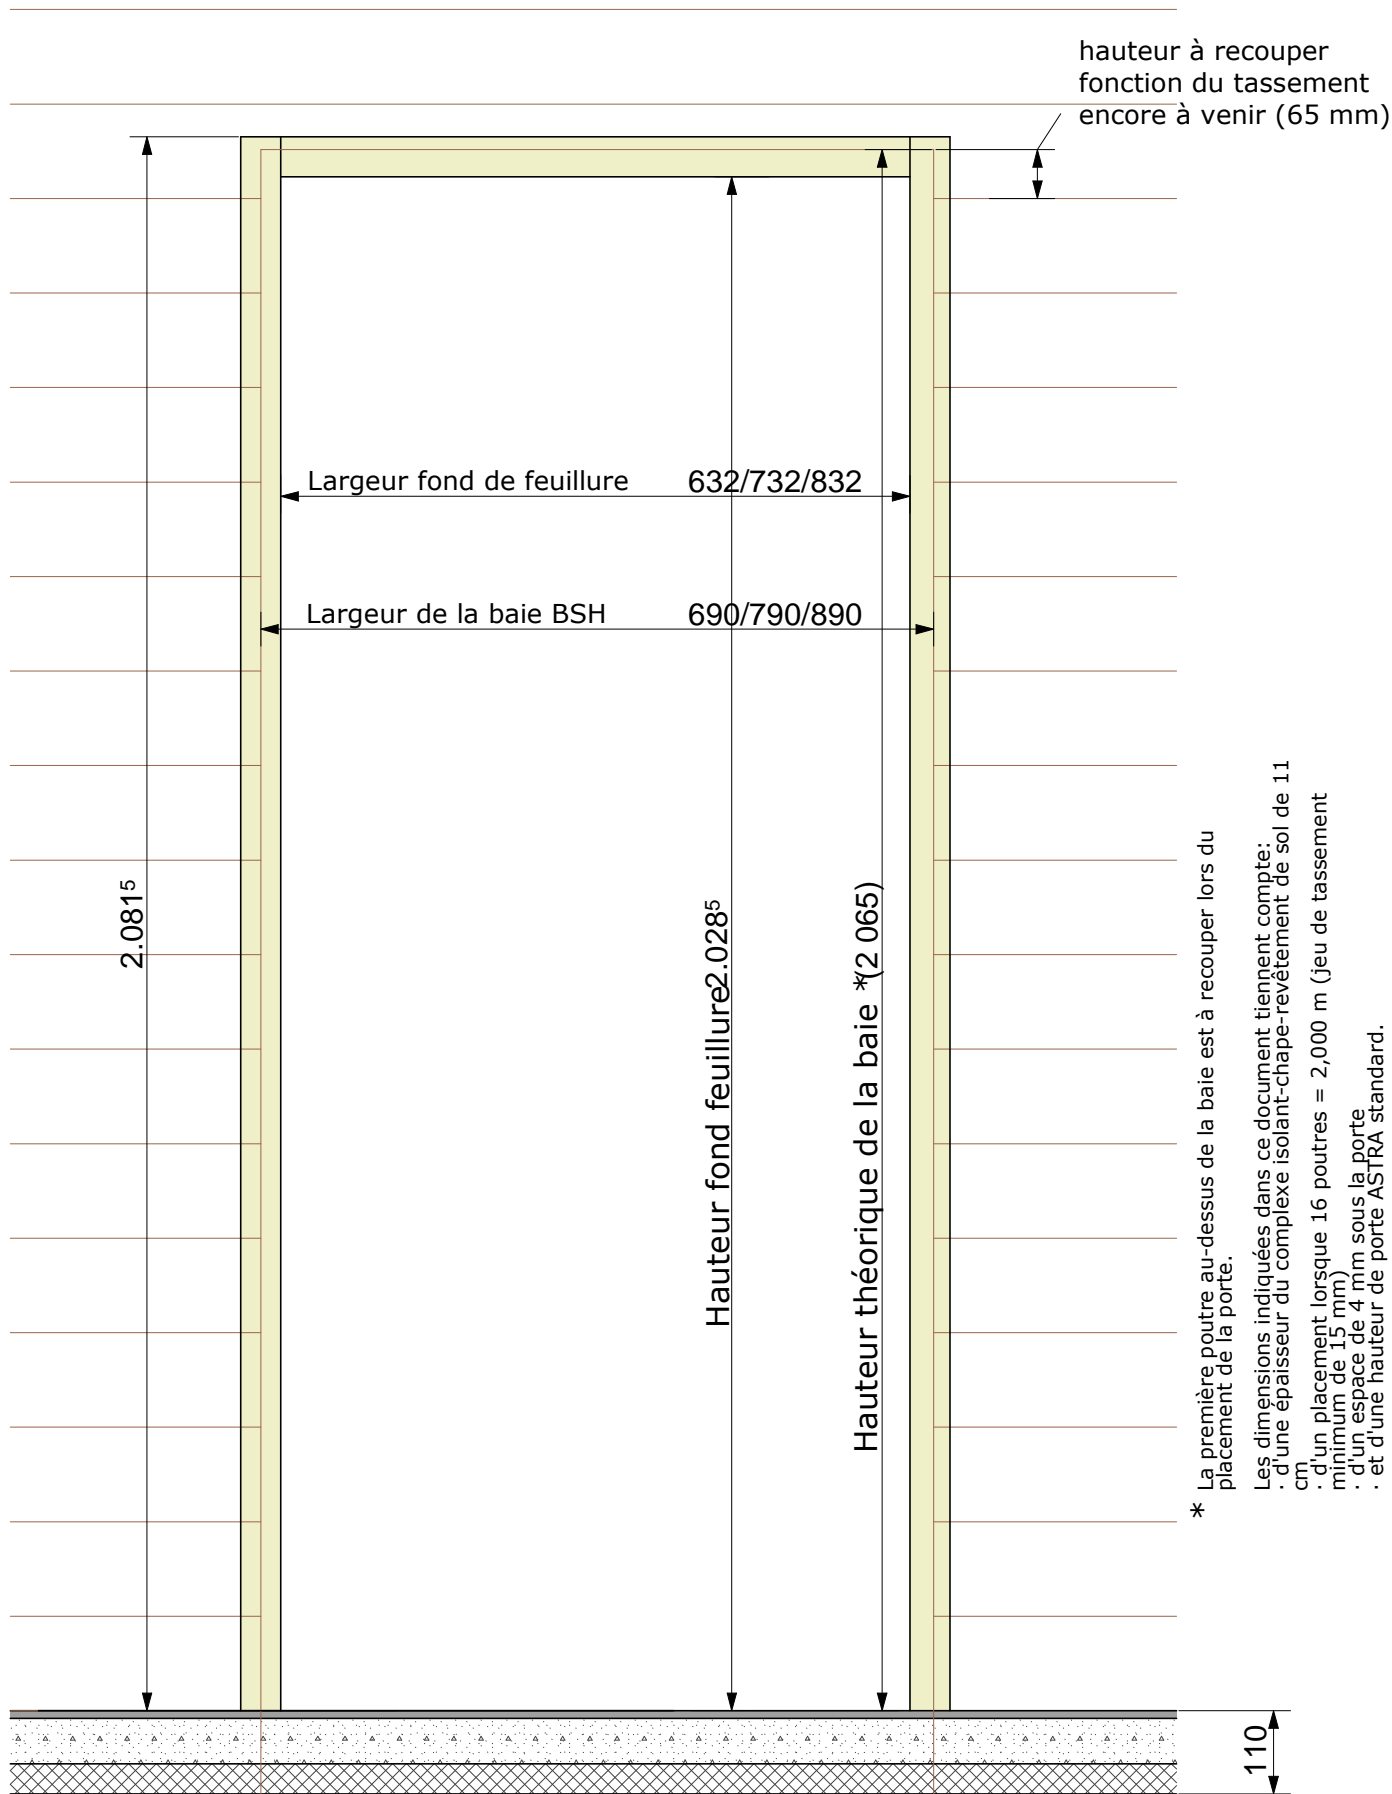 hauteur à recouper
fonction du tassement
encore à venir (65 mm)
Largeur fond de feuillure 632/732/832
Largeur de la baie BSH 690/790/890
2.081⁵
Hauteur fond feuillure 2.028⁵
Hauteur théorique de la baie *(2 065)
* La première poutre au-dessus de la baie est à recouper lors du
placement de la porte.
Les dimensions indiquées dans ce document tiennent compte:
· d'une épaisseur du complexe isolant-chape-revêtement de sol de 11
cm
· d'un placement lorsque 16 poutres = 2,000 m (jeu de tassement
minimum de 15 mm)
· d'un espace de 4 mm sous la porte
· et d'une hauteur de porte ASTRA standard.
110